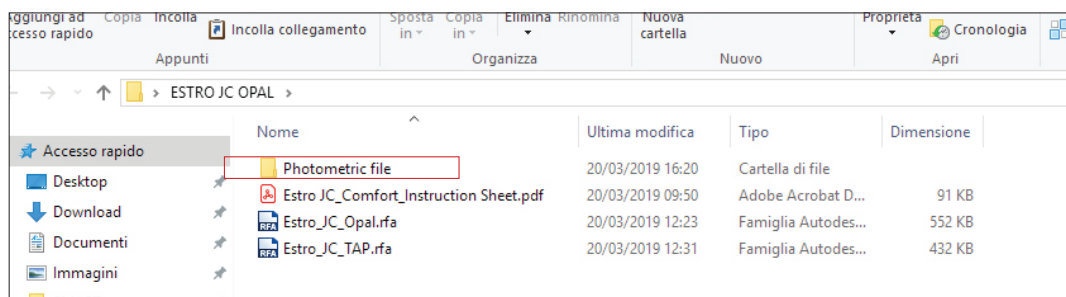 Aggiungi ad Copia Incolla Sposta Copia Elimina Rinomina Nuova Proprietà
accesso rapido Incolla collegamento in in cartella Cronologia
Appunti Organizza Nuovo Apri
ESTRO JC OPAL
Nome Ultima modifica Tipo Dimensione
Accesso rapido
Photometric file 20/03/2019 16:20 Cartella di file
Desktop
Estro JC_Comfort_Instruction Sheet.pdf 20/03/2019 09:50 Adobe Acrobat D... 91 KB
Download
RFA Estro_JC_Opal.rfa 20/03/2019 12:23 Famiglia Autodes... 552 KB
Documenti
RFA Estro_JC_TAP.rfa 20/03/2019 12:31 Famiglia Autodes... 432 KB
Immagini